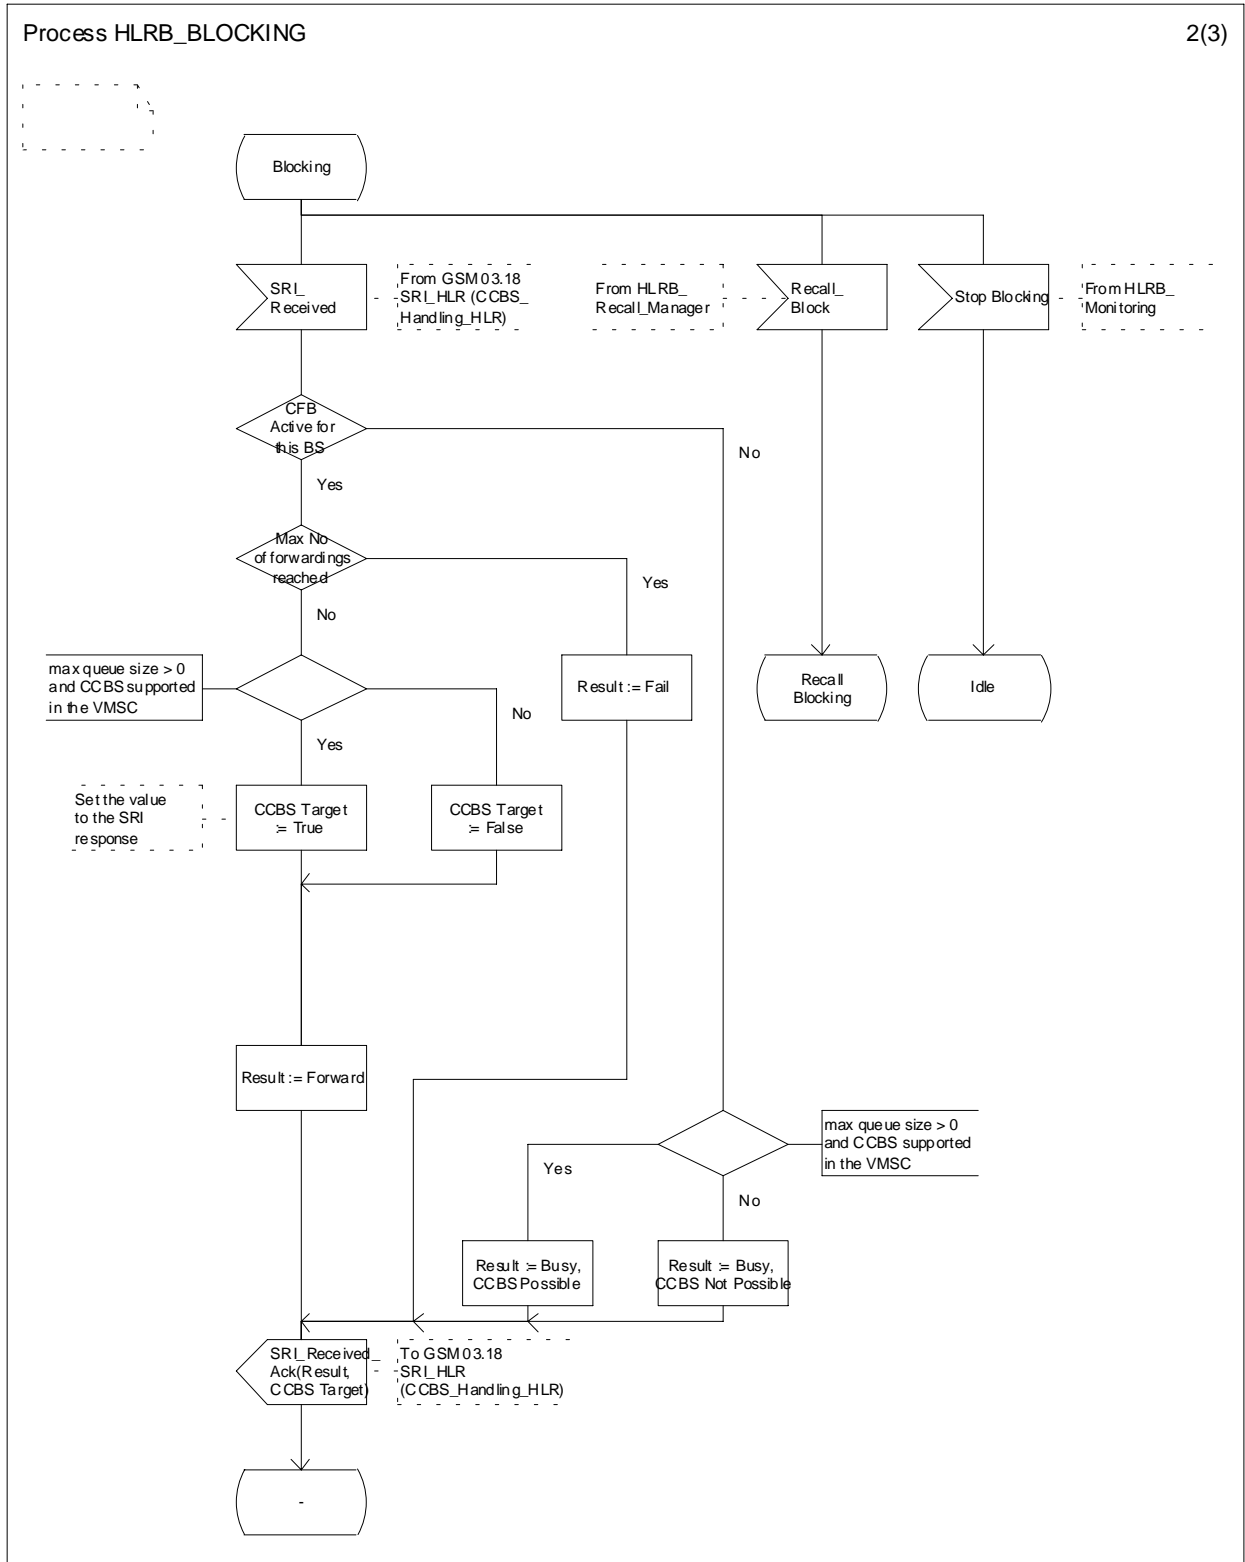 Process HLRB_BLOCKING
2(3)
Blocking
SRI_
Received
From GSM 03.18
SRI_HLR (CCBS_
Handling_HLR)
From HLRB_
Recall_Manager
Recall_
Block
Stop Blocking
From HLRB_
Monitoring
CFB
Active for
this BS
No
Yes
Max No
of forwardings
reached
Yes
No
max queue size > 0
and CCBS supported
in the VMSC
Result := Fail
Recall
Blocking
Idle
No
Yes
Set the value
to the SRI
response
CCBS Target
:= True
CCBS Target
:= False
Result := Forward
max queue size > 0
and CCBS supported
in the VMSC
Yes
No
Result := Busy,
CCBS Possible
Result := Busy,
CCBS Not Possible
SRI_Received_
Ack(Result,
CCBS Target)
To GSM 03.18
SRI_HLR
(CCBS_Handling_HLR)
-